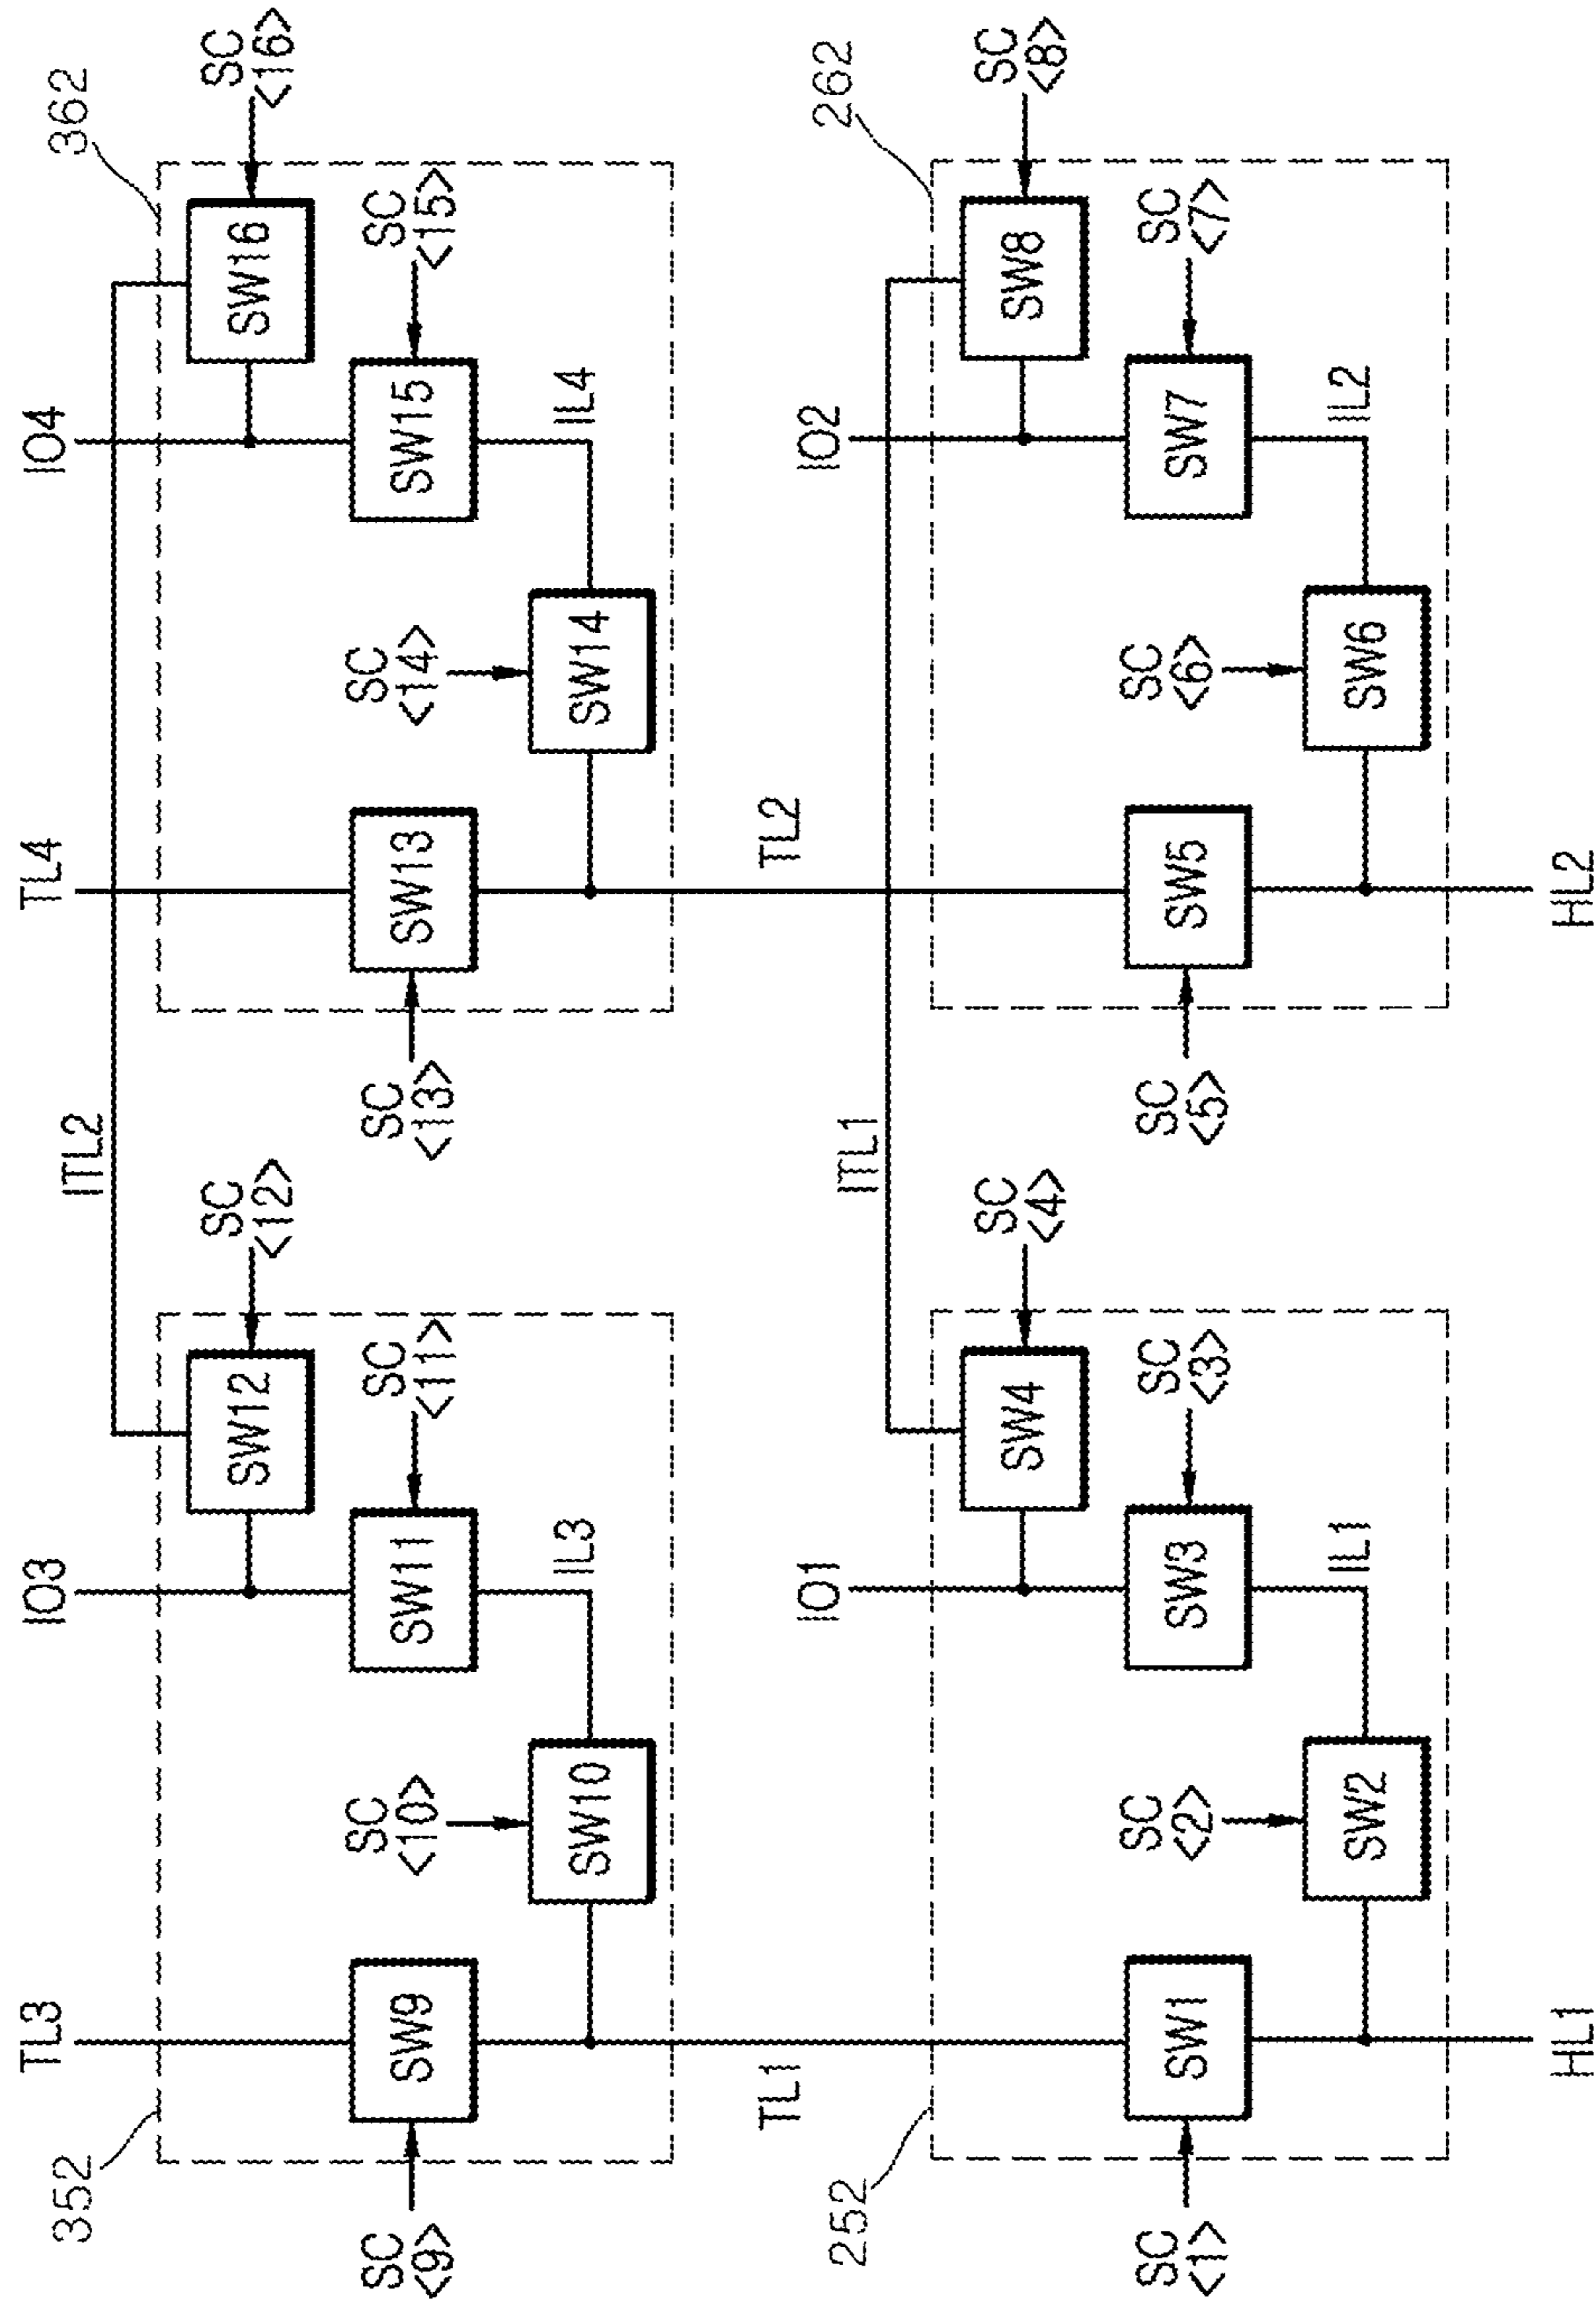 362
SC
<16>
IO4
SW16
SC
<15>
SW15
IL4
TL4
SC
<14>
SW14
SW13
SC
<13>
ITL2
TL2
SC
<12>
IO3
SW12
SC
<11>
SW11
IL3
SC
<10>
SW10
TL3
SW9
352
SC
<9>
TL1
262
SC
<8>
IO2
SW8
SC
<7>
SW7
IL2
SC
<6>
SW6
SW5
HL2
SC
<5>
ITL1
SC
<4>
IO1
SW4
SC
<3>
SW3
IL1
SC
<2>
SW2
SW1
HL1
252
SC
<1>